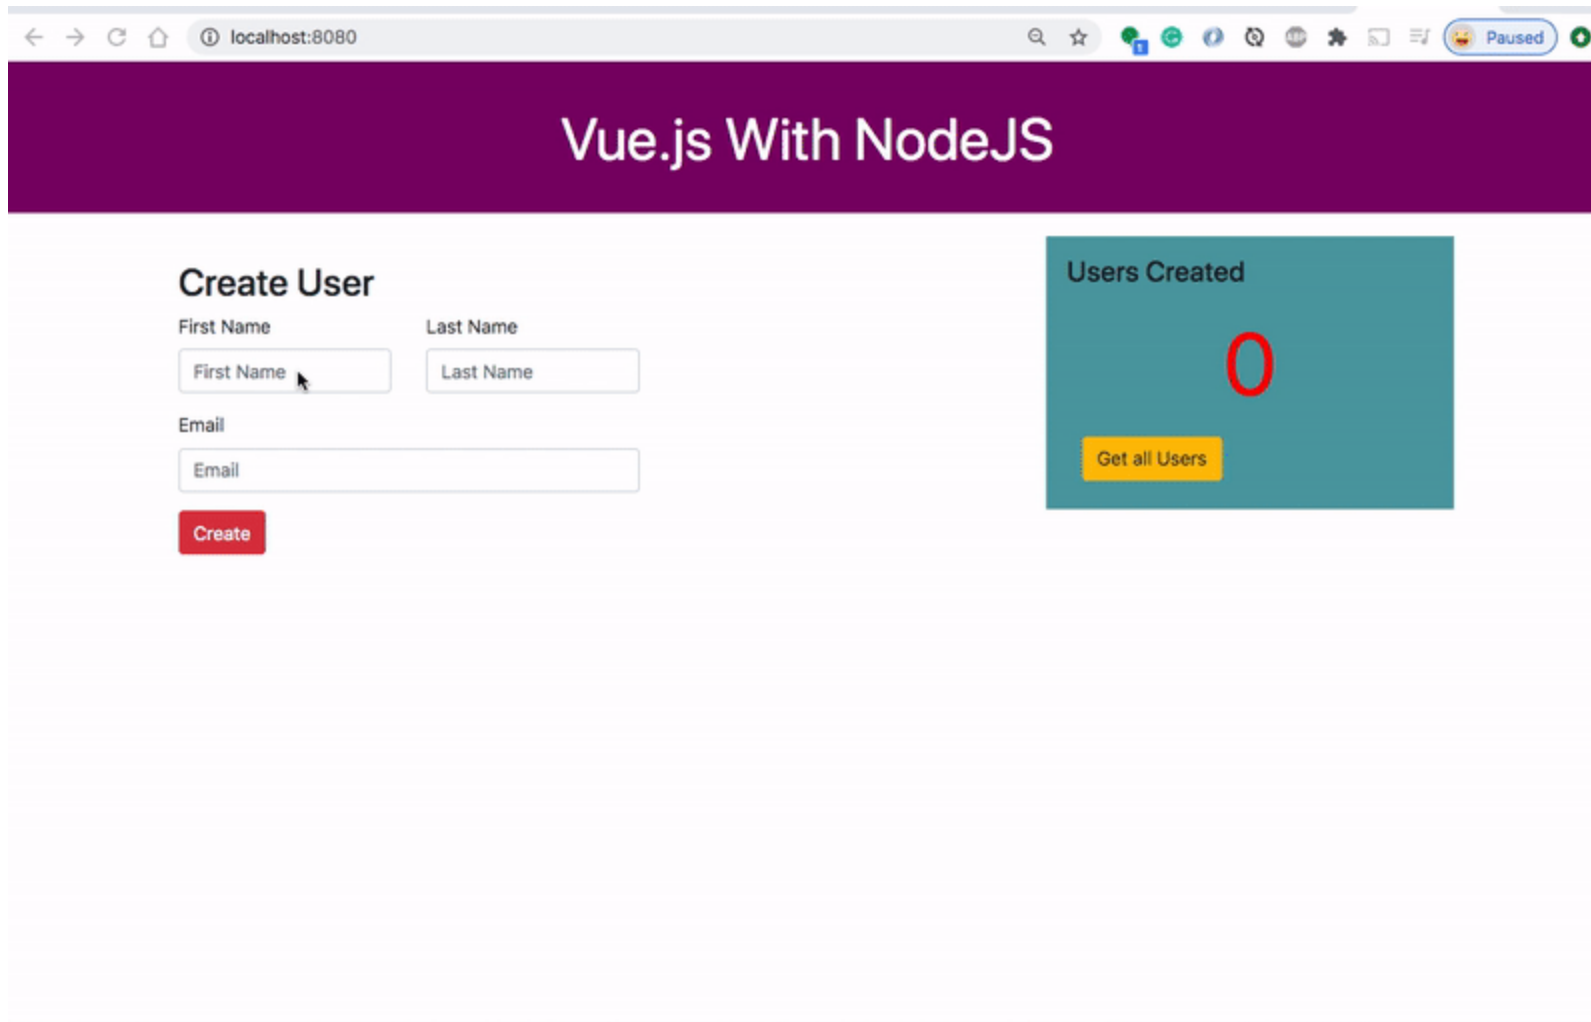 localhost:8080
Paused
1
Vue.js With NodeJS
Create User
First Name
Last Name
First Name
Last Name
Email
Email
Create
Users Created
0
Get all Users